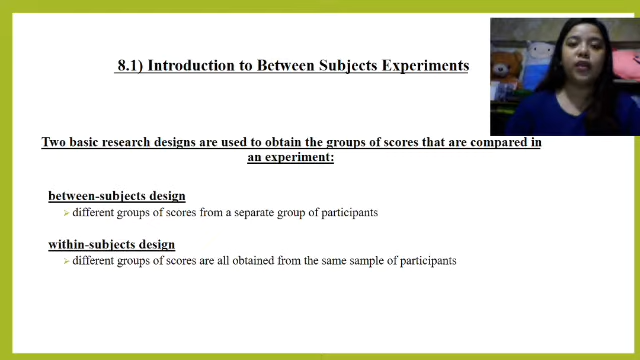 8.1) Introduction to Between Subjects Experiments
Two basic research designs are used to obtain the groups of scores that are compared in
an experiment:
between-subjects design
different groups of scores from a separate group of participants
within-subjects design
different groups of scores are all obtained from the same sample of participants